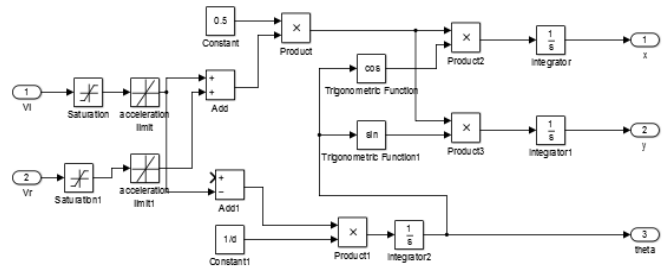 0.5
Constant
×
Product
×
Product2
1
s
Integrator
1
x
cos
Trigonometric Function
1
Vl
Saturation
acceleration
limit
+
+
Add
sin
Trigonometric Function1
×
Product3
1
s
Integrator1
2
y
2
Vr
Saturation1
acceleration
limit1
+
−
Add1
1/d
Constant1
×
Product1
1
s
Integrator2
3
theta